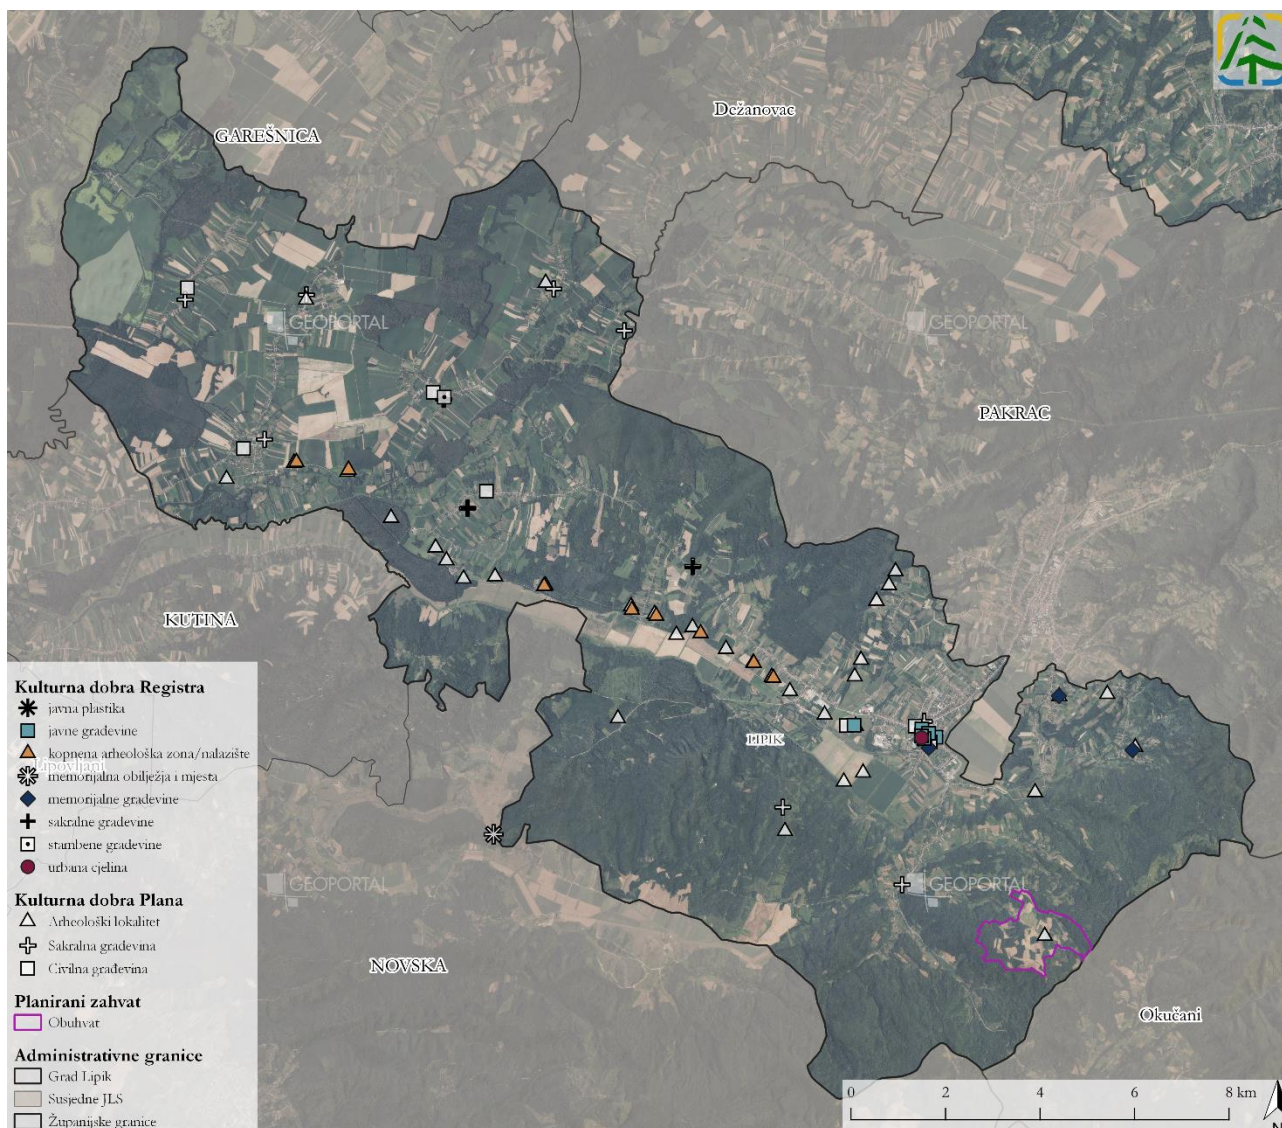 Dežanovac
GAREŠNICA
GEOPORTAL
GEOPORTAL
PAKRAC
KUTINA
LIPIK
Kulturna dobra Registra
javna plastika
javne građevine
kopnena arheološka zona/nalazište
Lipovljani
memorijalna obilježja i mjesta
memorijalne građevine
sakralne građevine
stambene građevine
urbana cjelina
GEOPORTAL
GEOPORTAL
Kulturna dobra Plana
Arheološki lokalitet
Sakralna građevina
Civilna građevina
NOVSKA
Planirani zahvat
Obuhvat
Okučani
Administrativne granice
Grad Lipik
Susjedne JLS
Županijske granice
0 2 4 6 8 km
N